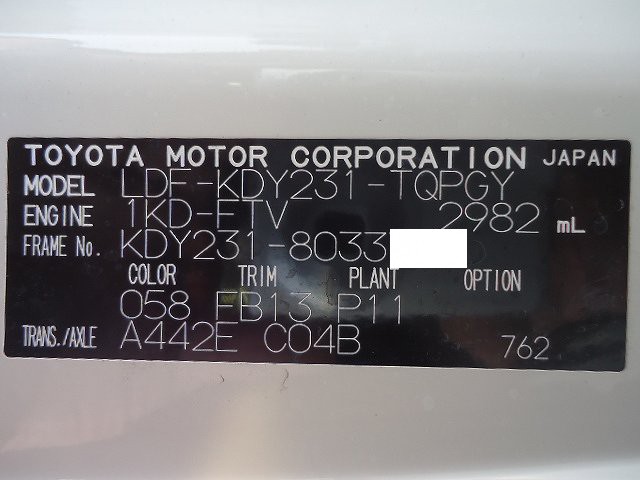 TOYOTA MOTOR CORPORATION JAPAN
MODEL LDF-KDY231-TQPGY
ENGINE 1KD-FTV 2982 mL
FRAME No. KDY231-8033
COLOR TRIM PLANT OPTION
058 FB13 P11
TRANS./AXLE A442E C04B 762